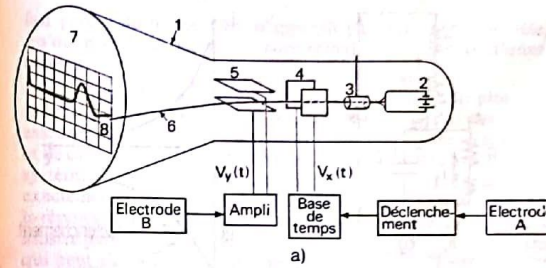 1
7
5
4
2
3
8
6
Vy(t)
Vx(t)
Electrode
B
Ampli
Base
de
temps
Déclenche-
ment
Electrod
A
a)